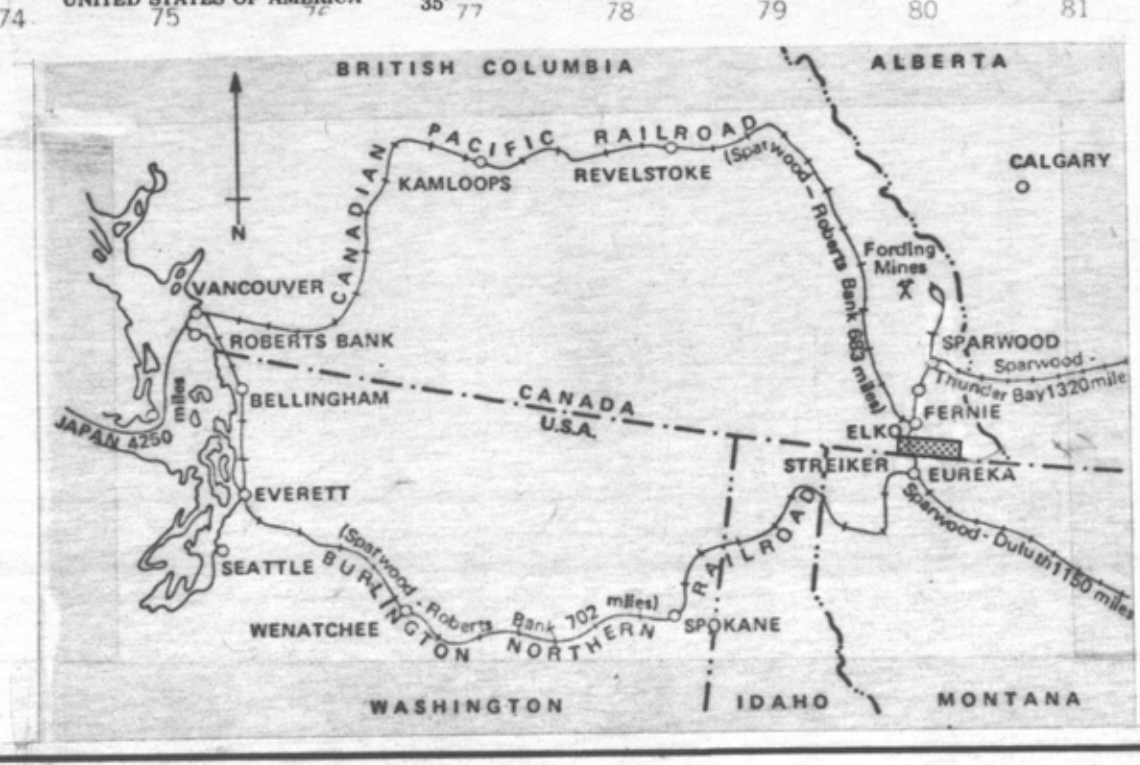 UNITED STATES OF AMERICA 35
74 75 76 77 78 79 80 81
BRITISH COLUMBIA
ALBERTA
CANADIAN PACIFIC RAILROAD
(Sparwood - Roberts Bank 683 miles)
KAMLOOPS
REVELSTOKE
CALGARY
N
Fording
Mines
VANCOUVER
ROBERTS BANK
SPARWOOD
Sparwood -
Thunder Bay 1320 mile
BELLINGHAM
CANADA
U.S.A.
FERNIE
JAPAN 4250 miles
ELKO
STREIKER
EUREKA
EVERETT
Sparwood - Duluth 1150 miles
SEATTLE
(Sparwood - Roberts Bank 702 miles)
BURLINGTON NORTHERN RAILROAD
WENATCHEE
SPOKANE
WASHINGTON
IDAHO
MONTANA